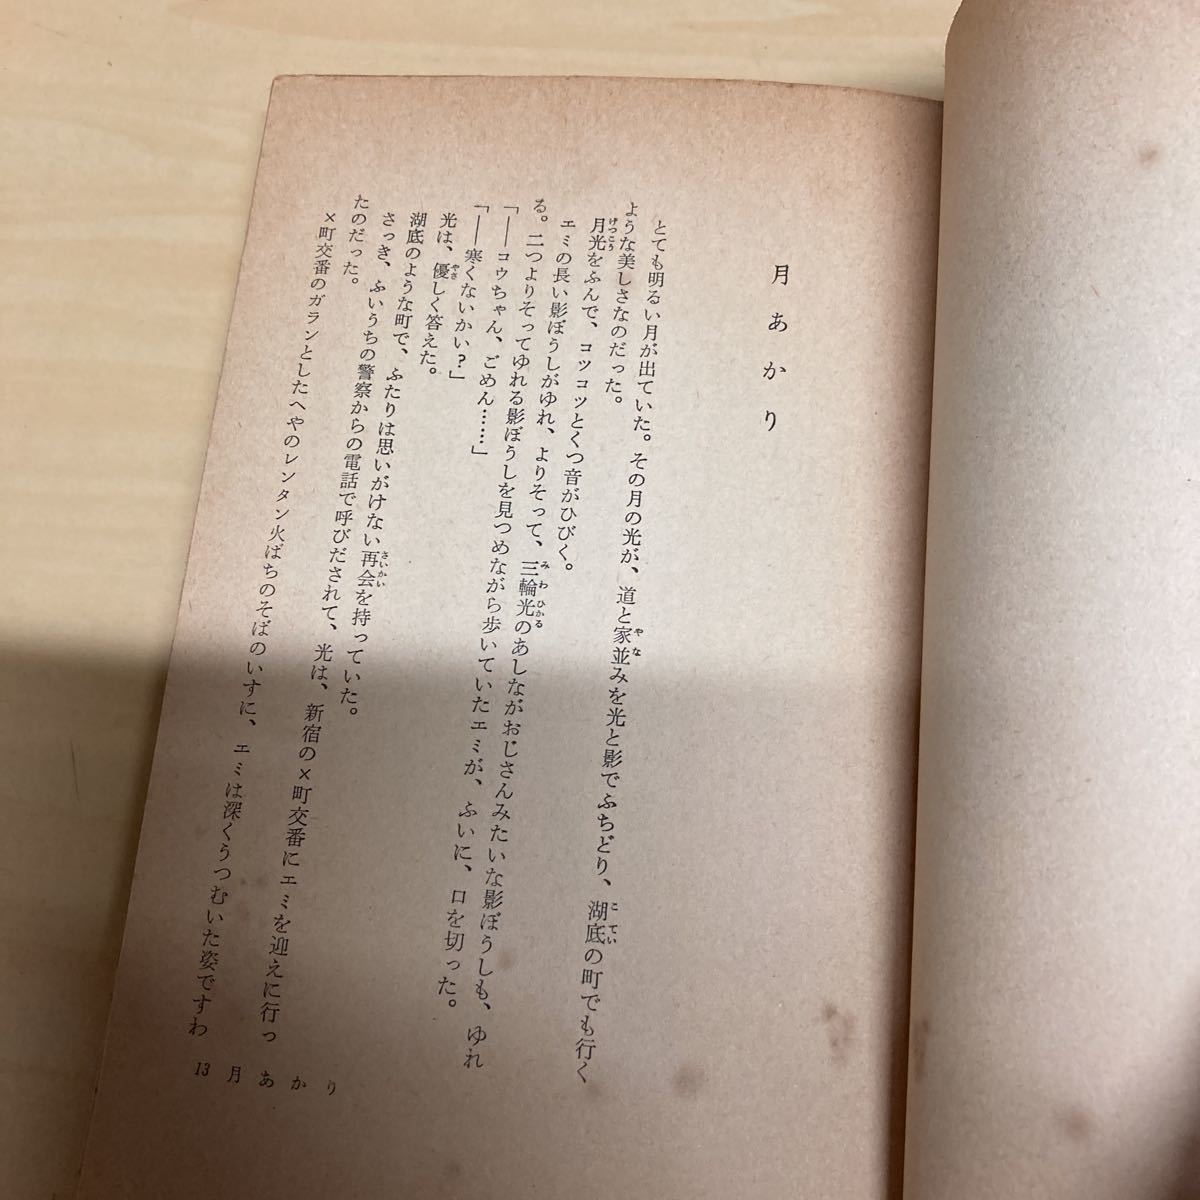 月あかり
とても明るい月が出ていた。その月の光が、道と家並みを光と影でふちどり、湖底の町でも行く
ような美しさなのだった。
月光をふんで、コツコツとくつ音がひびく。
エミの長い影ぼうしがゆれ、よりそって、三輪光のあしながおじさんみたいな影ぼうしも、ゆれ
る。二つよりそってゆれる影ぼうしを見つめながら歩いていたエミが、ふいに、口を切った。
「――コウちゃん、ごめん……」
「――寒くないかい？」
光は、優しく答えた。
湖底のような町で、ふたりは思いがけない再会を持っていた。
さっき、ふいうちの警察からの電話で呼びだされて、光は、新宿の×町交番にエミを迎えに行っ
たのだった。
×町交番のガランとしたへやのレンタン火ばちのそばのいすに、エミは深くうつむいた姿ですわ
13 月あかり